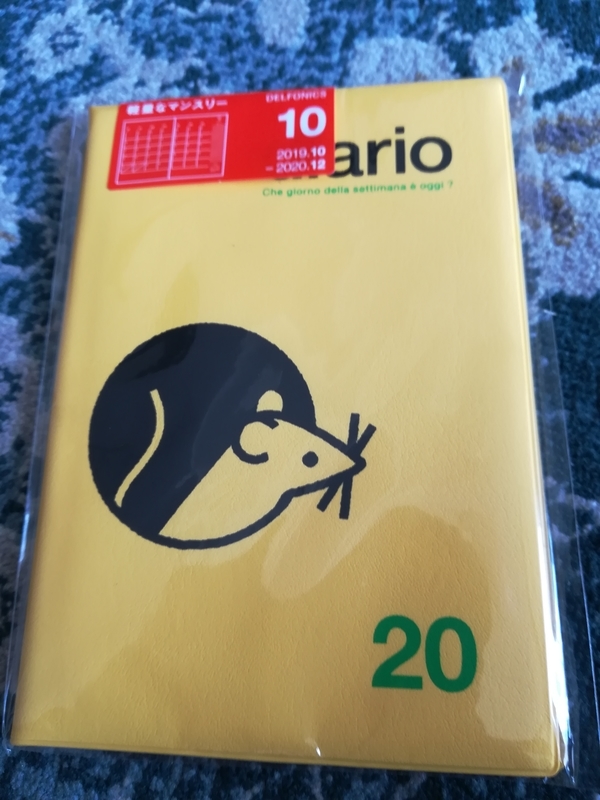 軽量なマンスリー
DELFONICS
10
2019.10
– 2020.12
Che giorno della settimana è oggi ?
20